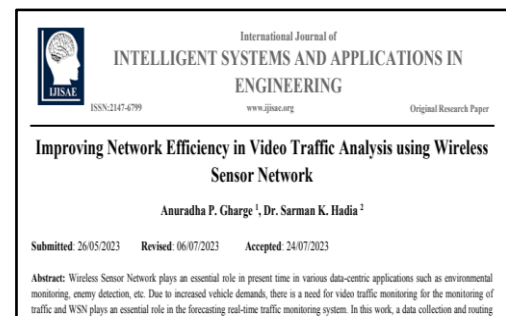 International Journal of
INTELLIGENT SYSTEMS AND APPLICATIONS IN
ENGINEERING
IJISAE
ISSN:2147-6799 www.ijisae.org Original Research Paper
Improving Network Efficiency in Video Traffic Analysis using Wireless
Sensor Network
Anuradha P. Gharge 1, Dr. Sarman K. Hadia 2
Submitted: 26/05/2023 Revised: 06/07/2023 Accepted: 24/07/2023
Abstract: Wireless Sensor Network plays an essential role in present time in various data-centric applications such as environmental
monitoring, enemy detection, etc. Due to increased vehicle demands, there is a need for video traffic monitoring for the monitoring of
traffic and WSN plays an essential role in the forecasting real-time traffic monitoring system. In this work, a data collection and routing